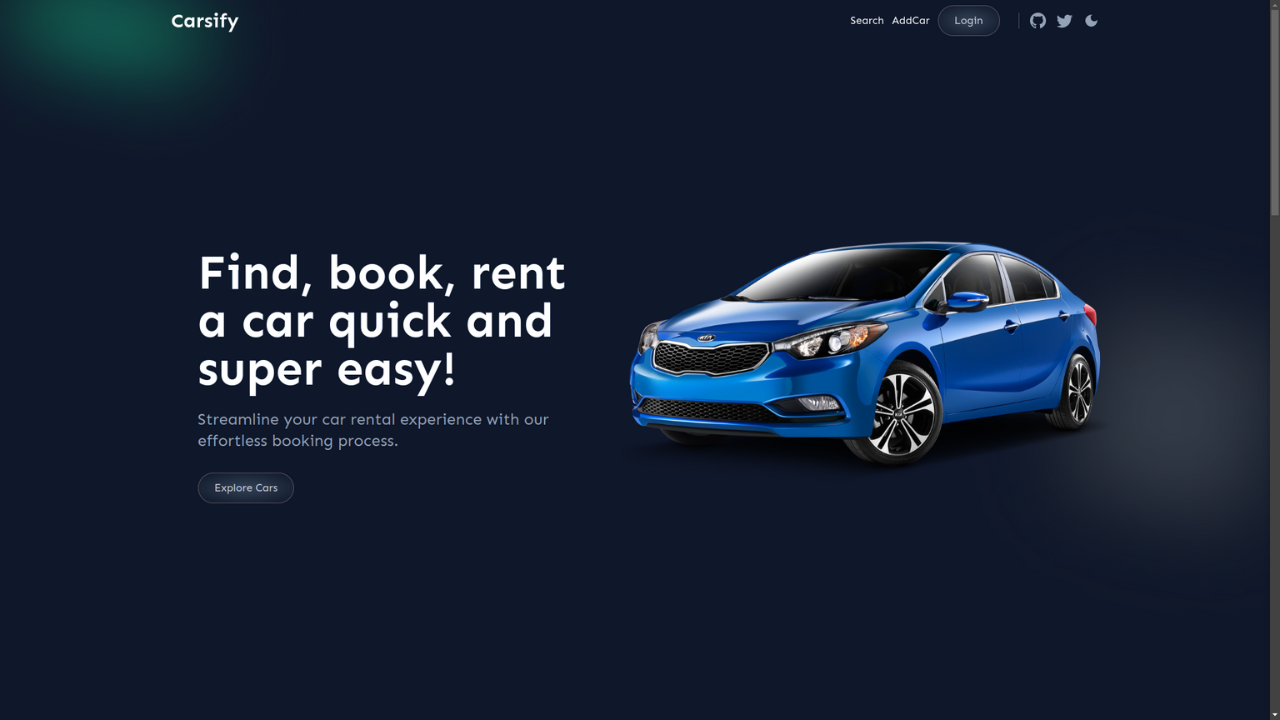 Carsify
Search AddCar Login
Find, book, rent
a car quick and
super easy!
Streamline your car rental experience with our
effortless booking process.
Explore Cars
KIA